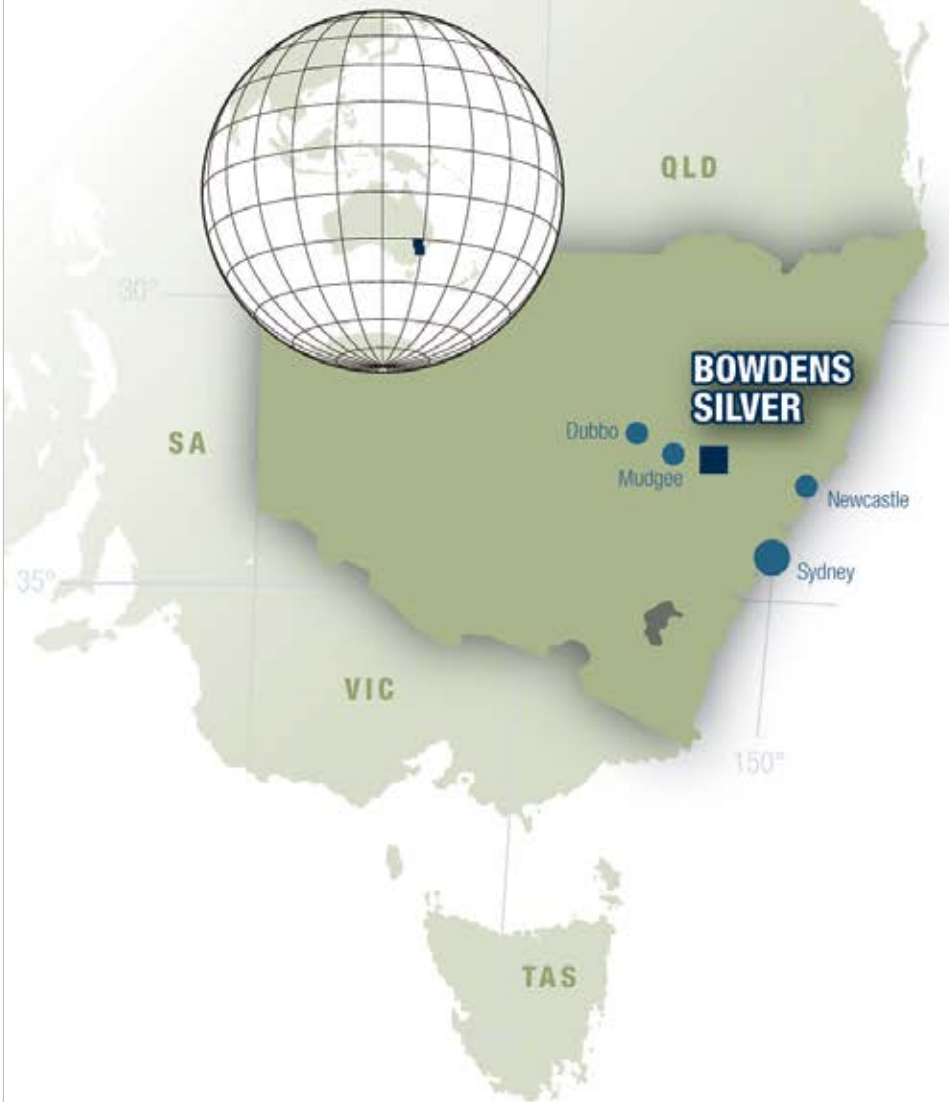 QLD
30°
BOWDENS
SILVER
Dubbo
SA
Mudgee
Newcastle
Sydney
35°
VIC
150°
TAS